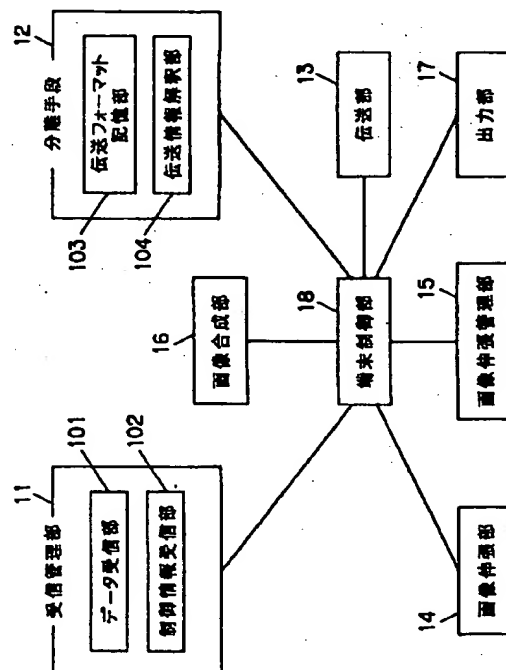 11
受信管理部
101
データ受信部
102
制御情報受信部
12
分離手段
103
伝送フォーマット
記憶部
104
伝送情報解釈部
16
画像合成部
18
端末制御部
13
伝送部
14
画像伸張部
15
画像伸張管理部
17
出力部